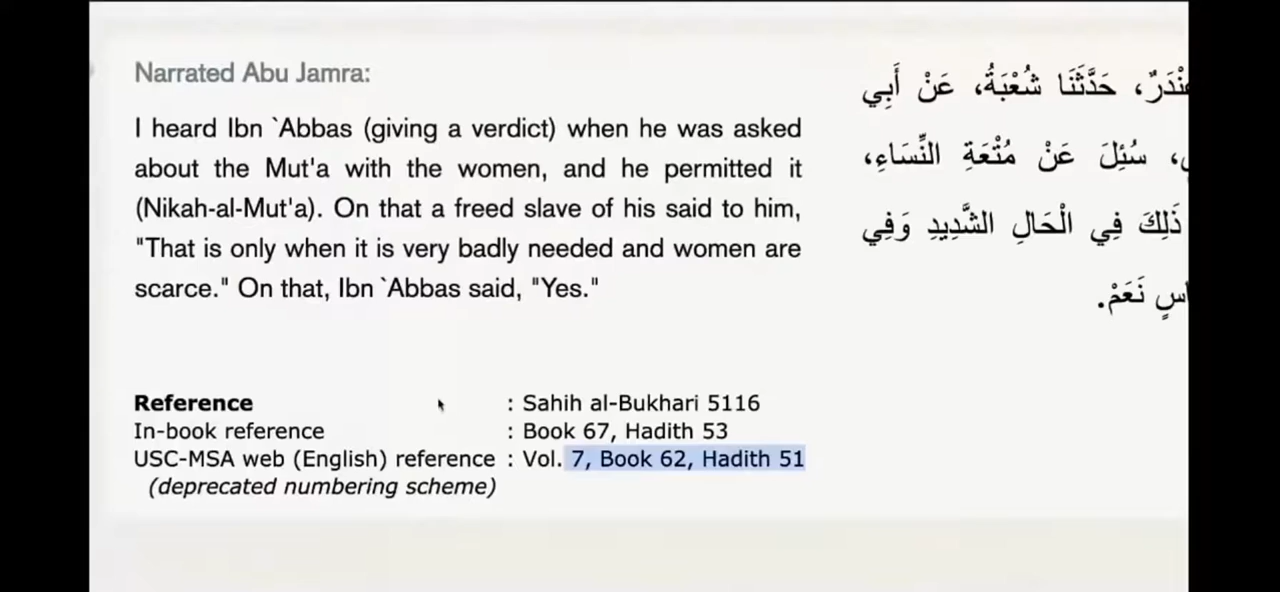 Narrated Abu Jamra:
I heard Ibn `Abbas (giving a verdict) when he was asked
about the Mut'a with the women, and he permitted it
(Nikah-al-Mut'a). On that a freed slave of his said to him,
"That is only when it is very badly needed and women are
scarce." On that, Ibn `Abbas said, "Yes."
حَدَّثَنَا شُعْبَةُ، عَنْ أَبِي
سُئِلَ عَنْ مُتْعَةِ النِّسَاءِ،
ذَلِكَ فِي الْحَالِ الشَّدِيدِ وَفِي
نَعَمْ.
Reference : Sahih al-Bukhari 5116
In-book reference : Book 67, Hadith 53
USC-MSA web (English) reference : Vol. 7, Book 62, Hadith 51
(deprecated numbering scheme)